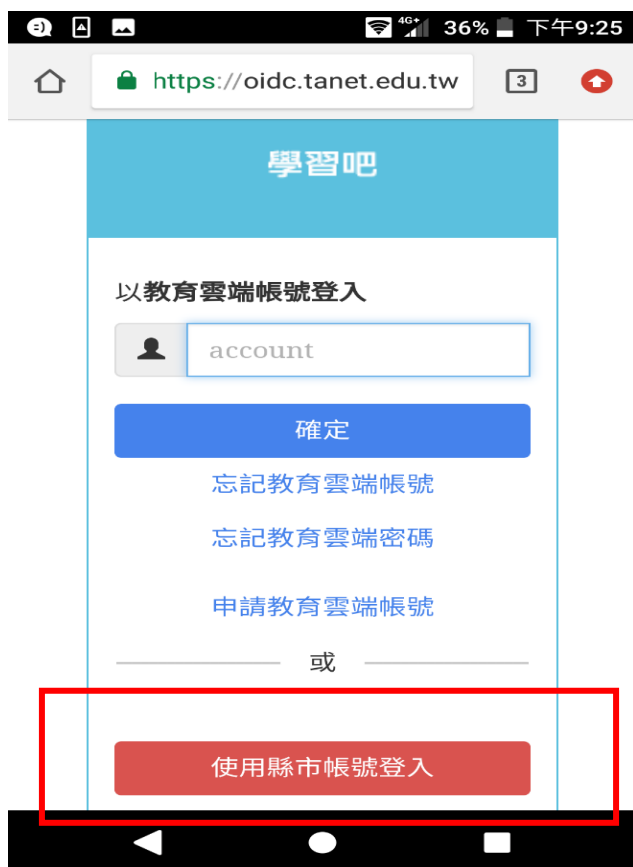 4G+ 36% 下午9:25
https://oidc.tanet.edu.tw 3
學習吧
以教育雲端帳號登入
account
確定
忘記教育雲端帳號
忘記教育雲端密碼
申請教育雲端帳號
或
使用縣市帳號登入